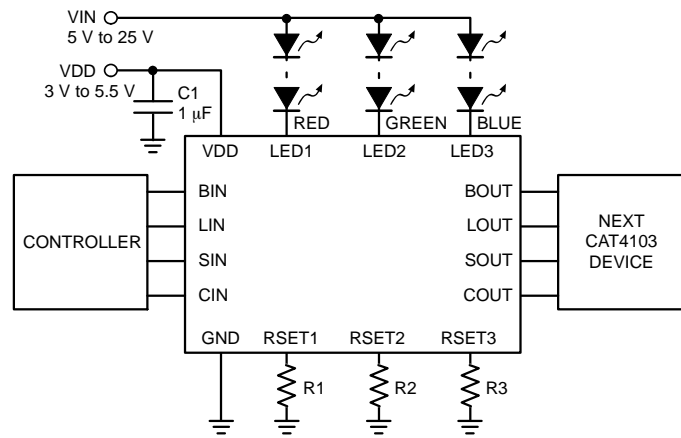 VIN
5 V to 25 V
VDD
3 V to 5.5 V
C1
1 μF
RED
GREEN
BLUE
VDD
LED1
LED2
LED3
BIN
LIN
SIN
CIN
BOUT
LOUT
SOUT
COUT
CONTROLLER
NEXT
CAT4103
DEVICE
GND
RSET1
RSET2
RSET3
R1
R2
R3